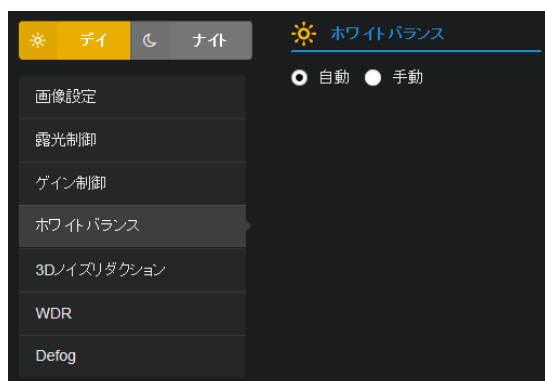 デイ ナイト
画像設定
露光制御
ゲイン制御
ホワイトバランス
3Dノイズリダクション
WDR
Defog
ホワイトバランス
自動 手動